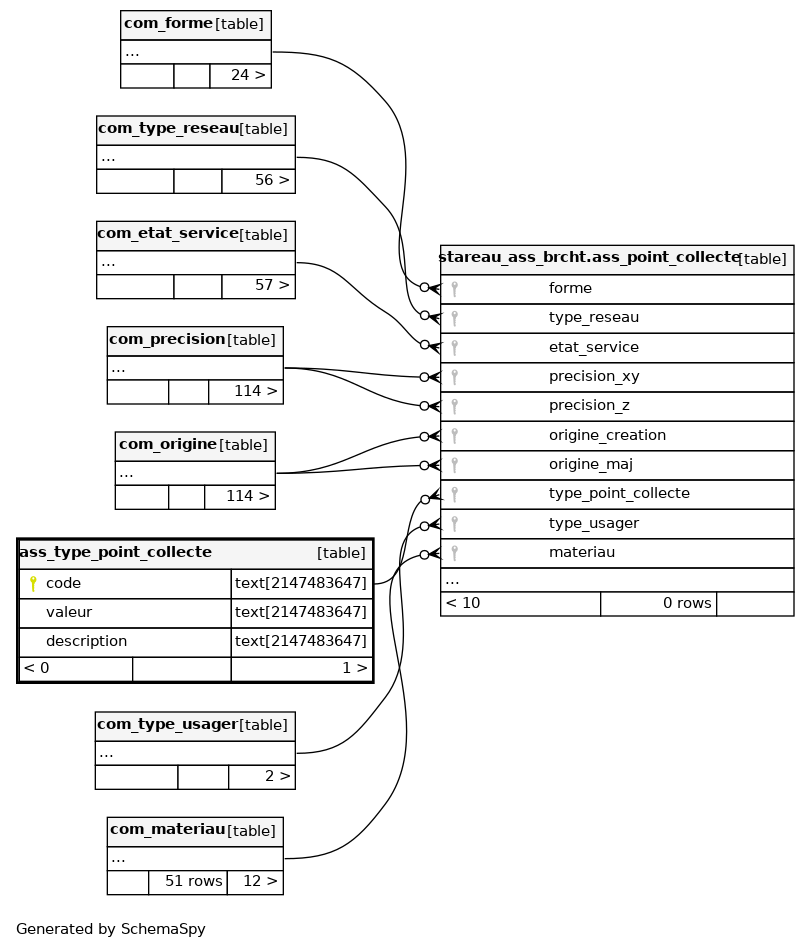 com_forme [table]
...
24 >
com_type_reseau [table]
...
56 >
com_etat_service [table]
...
57 >
com_precision [table]
...
114 >
com_origine [table]
...
114 >
ass_type_point_collecte [table]
code text[2147483647]
valeur text[2147483647]
description text[2147483647]
< 0 1 >
com_type_usager [table]
...
2 >
com_materiau [table]
...
51 rows 12 >
stareau_ass_brcht.ass_point_collecte [table]
forme
type_reseau
etat_service
precision_xy
precision_z
origine_creation
origine_maj
type_point_collecte
type_usager
materiau
...
< 10 0 rows
Generated by SchemaSpy